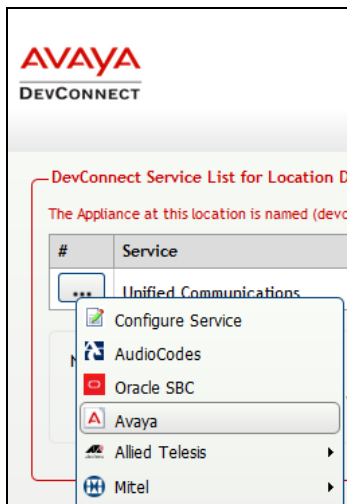 AVAYA
DEVCONNECT
DevConnect Service List for Location D
The Appliance at this location is named (devc
# Service
... Unified Communications
Configure Service
AudioCodes
Oracle SBC
Avaya
Allied Telesis
Mitel